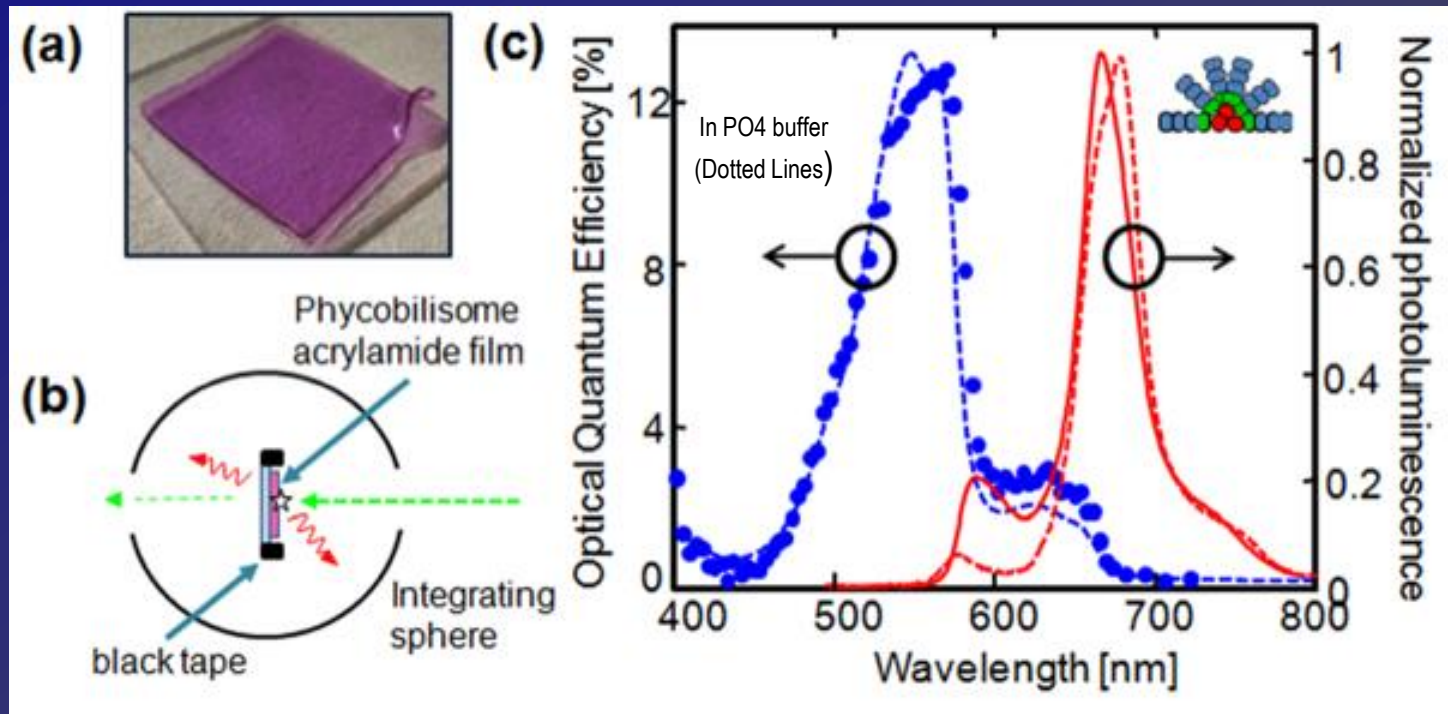 (a)
(b)
Phycobilisome
acrylamide film
Integrating
sphere
black tape
(c)
Optical Quantum Efficiency [%]
12
8
4
0
In PO4 buffer
(Dotted Lines)
Normalized photoluminescence
1
0.8
0.6
0.4
0.2
0
400 500 600 700 800
Wavelength [nm]